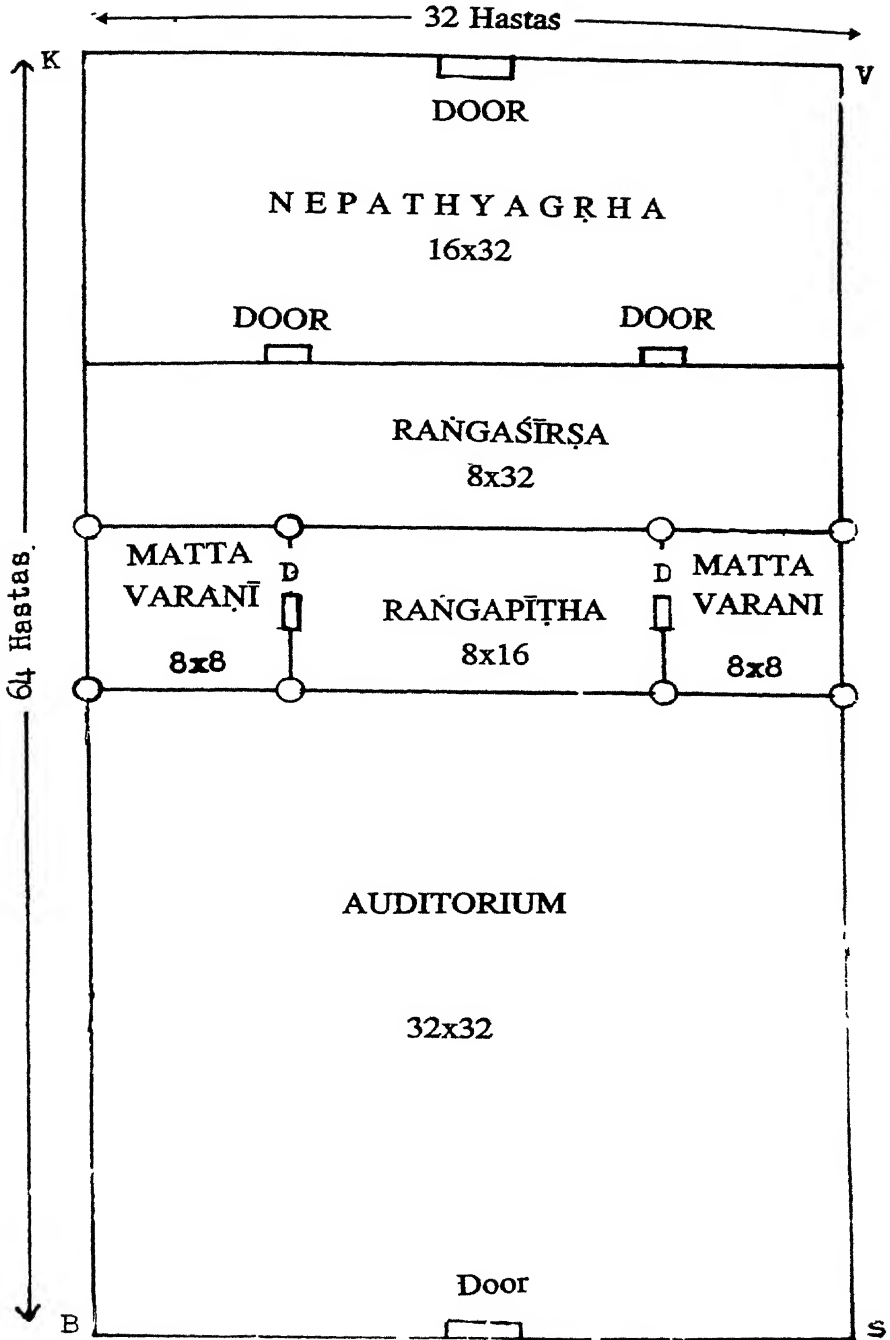 32 Hastas
K
V
DOOR
NEPATHYAGṚHA
16x32
DOOR
DOOR
RAṄGAŚĪRṢA
8x32
MATTA
VARAṆĪ
8x8
D
RAṄGAPĪṬHA
8x16
D
MATTA
VARANI
8x8
64 Hastas.
AUDITORIUM
32x32
Door
B
S